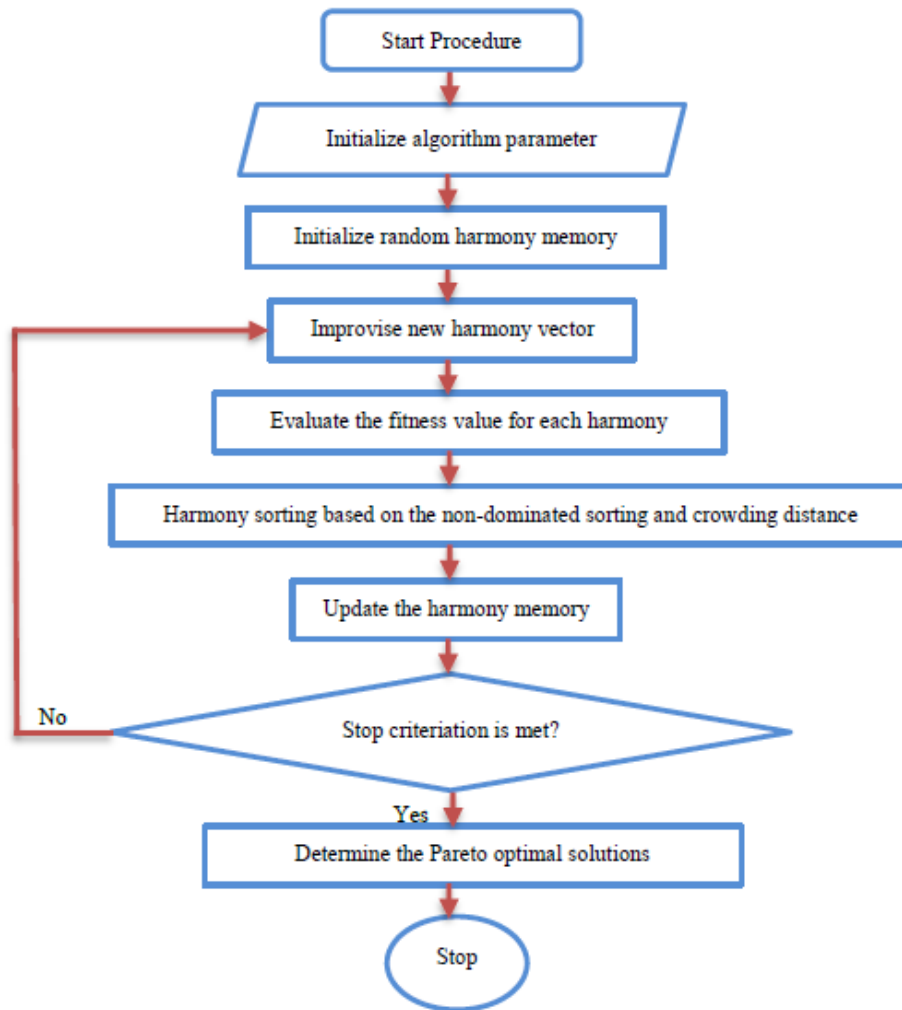 Start Procedure
Initialize algorithm parameter
Initialize random harmony memory
Improvise new harmony vector
Evaluate the fitness value for each harmony
Harmony sorting based on the non-dominated sorting and crowding distance
Update the harmony memory
No
Stop criteriation is met?
Yes
Determine the Pareto optimal solutions
Stop